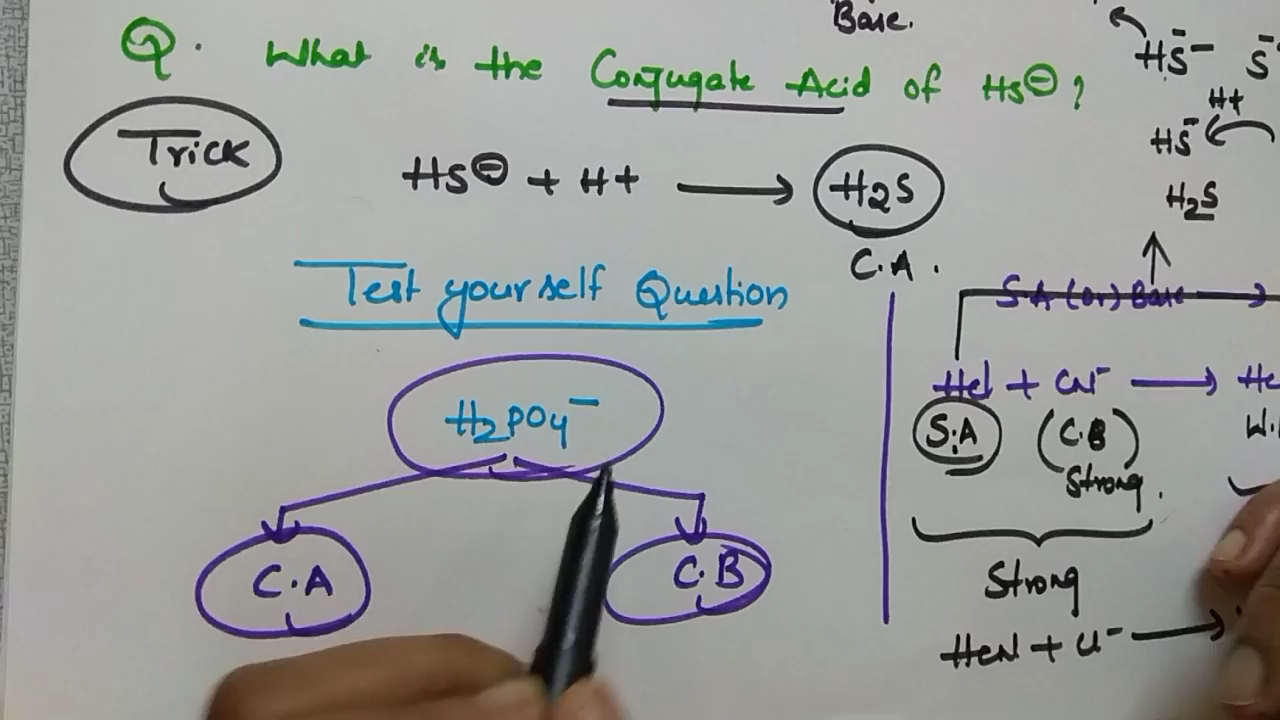 Base.
Q. What is the Conjugate Acid of HS⊖?
Trick
HS⊖ + H+ → H2S
C.A.
HS- S-
H+
HS-
H2S
Test yourself Question
H2PO4-
C.A C.B
S.A (or) Base
HCl + CN- →
S.A (C.B)
Strong.
Strong
HCN + Cl- →